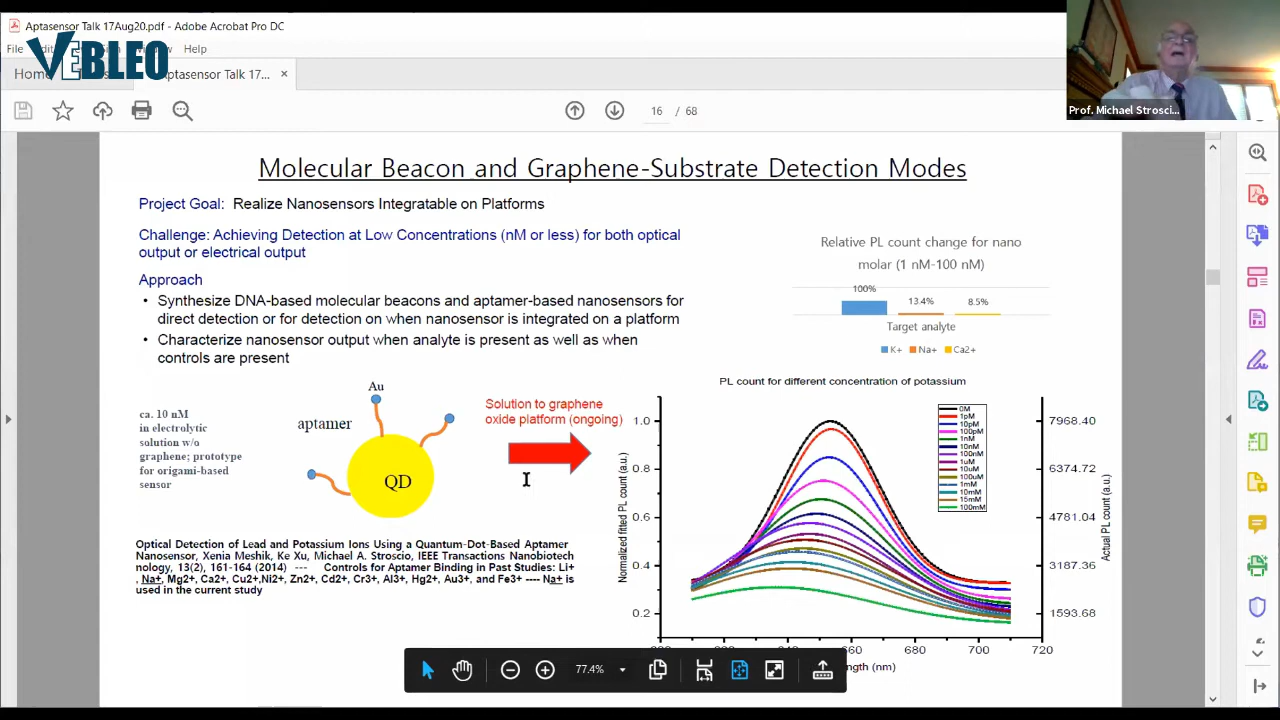 Aptasensor Talk 17Aug20.pdf - Adobe Acrobat Pro DC
File
Help
VEBLEO
Home
Aptasensor Talk 17...
×
16 / 68
Prof. Michael Strosci...
Molecular Beacon and Graphene-Substrate Detection Modes
Project Goal: Realize Nanosensors Integratable on Platforms
Challenge: Achieving Detection at Low Concentrations (nM or less) for both optical
output or electrical output
Approach
• Synthesize DNA-based molecular beacons and aptamer-based nanosensors for
direct detection or for detection on when nanosensor is integrated on a platform
• Characterize nanosensor output when analyte is present as well as when
controls are present
Relative PL count change for nano
molar (1 nM-100 nM)
100%
13.4%
8.5%
Target analyte
K+ Na+ Ca2+
ca. 10 nM
in electrolytic
solution w/o
graphene; prototype
for origami-based
sensor
Au
aptamer
QD
Solution to graphene
oxide platform (ongoing)
Optical Detection of Lead and Potassium Ions Using a Quantum-Dot-Based Aptamer
Nanosensor, Xenia Meshik, Ke Xu, Michael A. Stroscio, IEEE Transactions Nanobiotech
nology, 13(2), 161-164 (2014) --- Controls for Aptamer Binding in Past Studies: Li+
, Na+, Mg2+, Ca2+, Cu2+,Ni2+, Zn2+, Cd2+, Cr3+, Al3+, Hg2+, Au3+, and Fe3+ ---- Na+ is
used in the current study
PL count for different concentration of potassium
Normalized fitted PL count (a.u.)
1.0
0.8
0.6
0.4
0.2
0M
1pM
10pM
100pM
1nM
10nM
100nM
1uM
10uM
100uM
1mM
10mM
15mM
100mM
7968.40
6374.72
4781.04
3187.36
1593.68
Actual PL count (a.u.)
660
680
700
720
ngth (nm)
77.4%